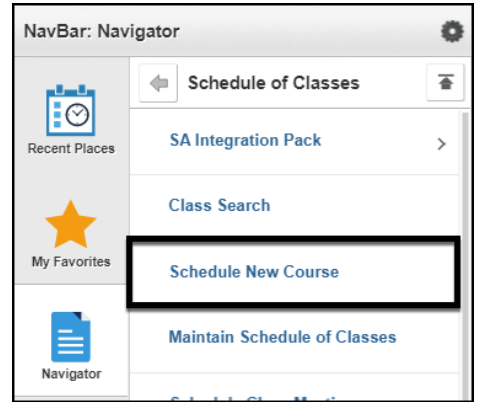 NavBar: Navigator
Schedule of Classes
Recent Places
SA Integration Pack
Class Search
My Favorites
Schedule New Course
Maintain Schedule of Classes
Navigator